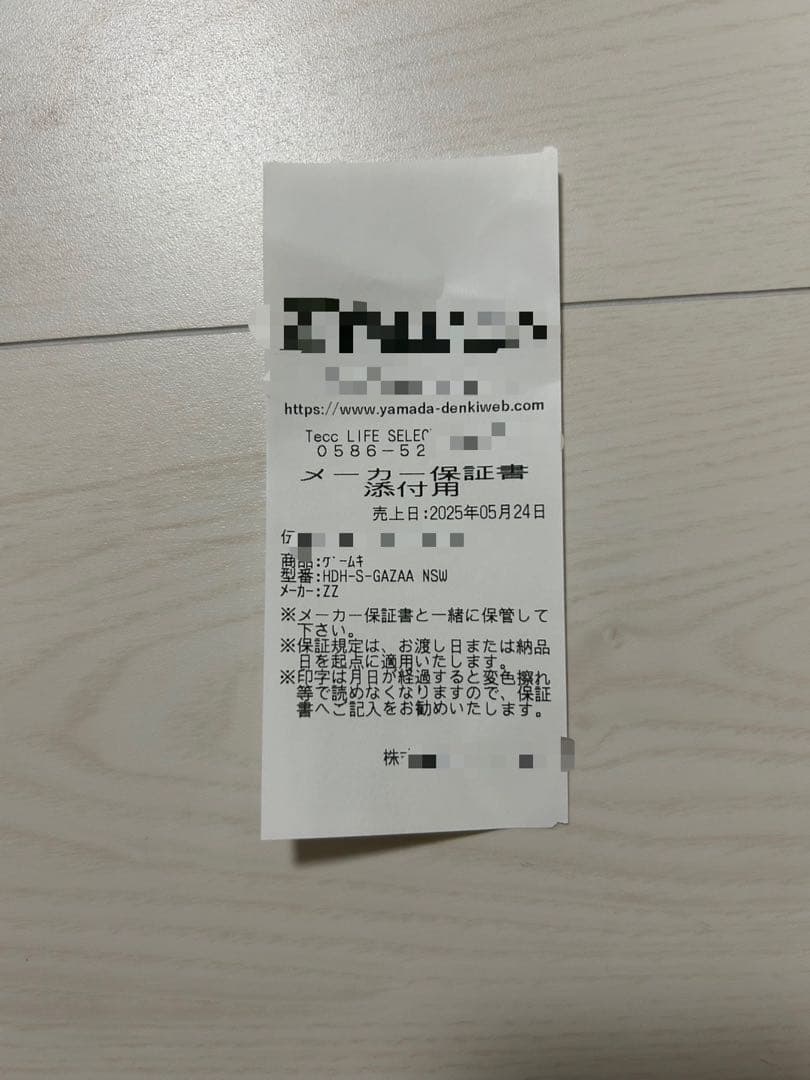 https://www.yamada-denkiweb.com
Tecc LIFE SELEC
0586-52
メーカー保証書
添付用
売上日:2025年05月24日
商品:ゲームキ
型番:HDH-S-GAZAA NSW
メーカー:ZZ
※メーカー保証書と一緒に保管して
下さい。
※保証規定は、お渡し日または納品
日を起点に適用いたします。
※印字は月日が経過すると変色擦れ
等で読めなくなりますので、保証
書へご記入をお勧めいたします。
株